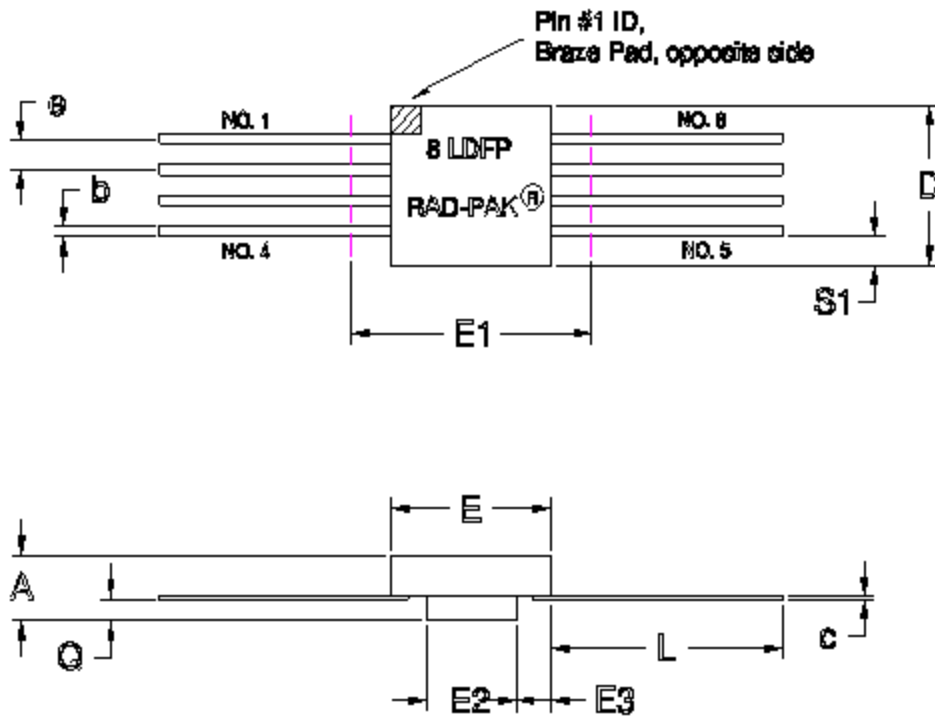 Pin #1 ID,
Braze Pad, opposite side
e
NO. 1
NO. 8
8 LDFP
D
b
RAD-PAK®
NO. 4
NO. 5
S1
E1
E
A
Q
L
c
E2
E3